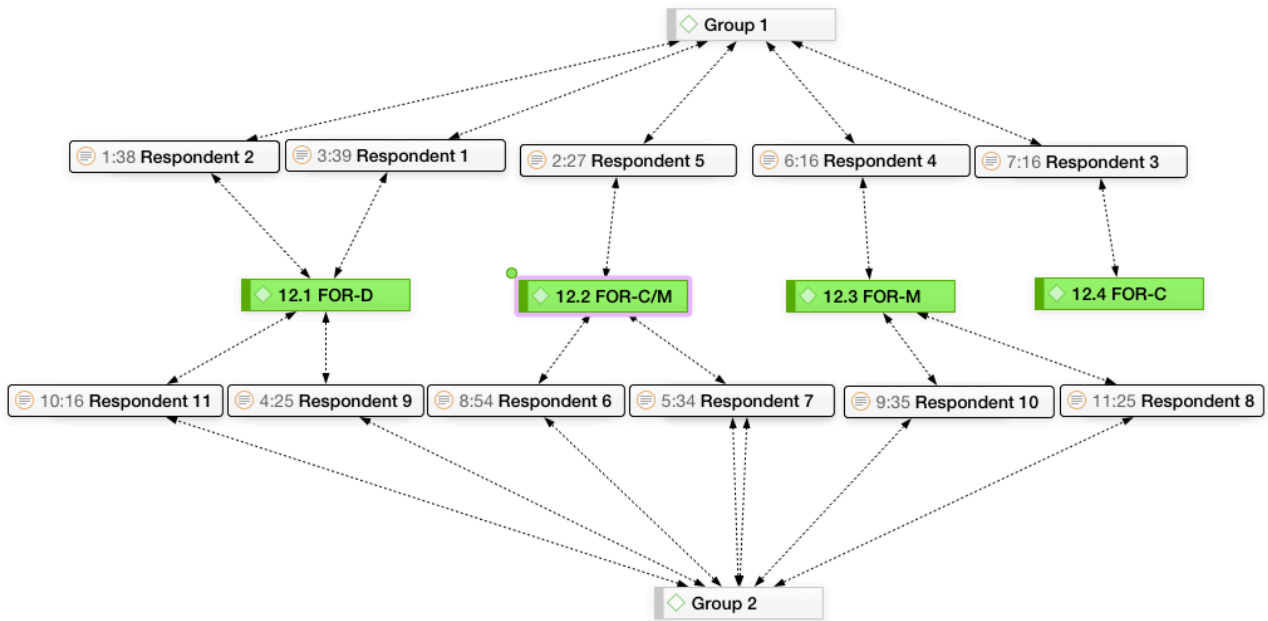 Group 1
1:38 Respondent 2
3:39 Respondent 1
2:27 Respondent 5
6:16 Respondent 4
7:16 Respondent 3
12.1 FOR-D
12.2 FOR-C/M
12.3 FOR-M
12.4 FOR-C
10:16 Respondent 11
4:25 Respondent 9
8:54 Respondent 6
5:34 Respondent 7
9:35 Respondent 10
11:25 Respondent 8
Group 2